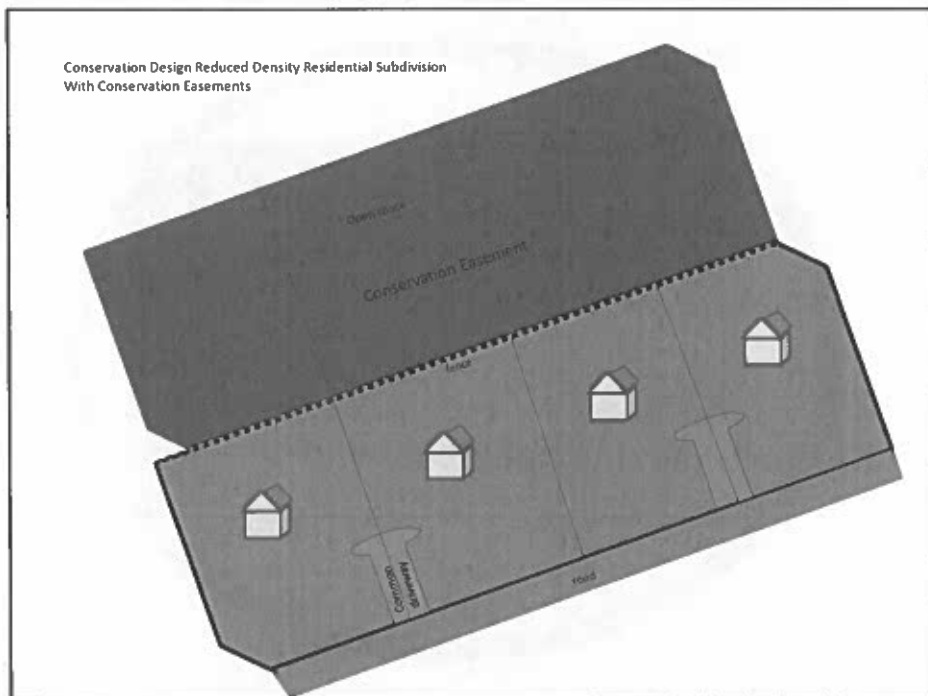 Conservation Design Reduced Density Residential Subdivision
With Conservation Easements
Open space
Conservation Easement
fence
Common
driveway
road